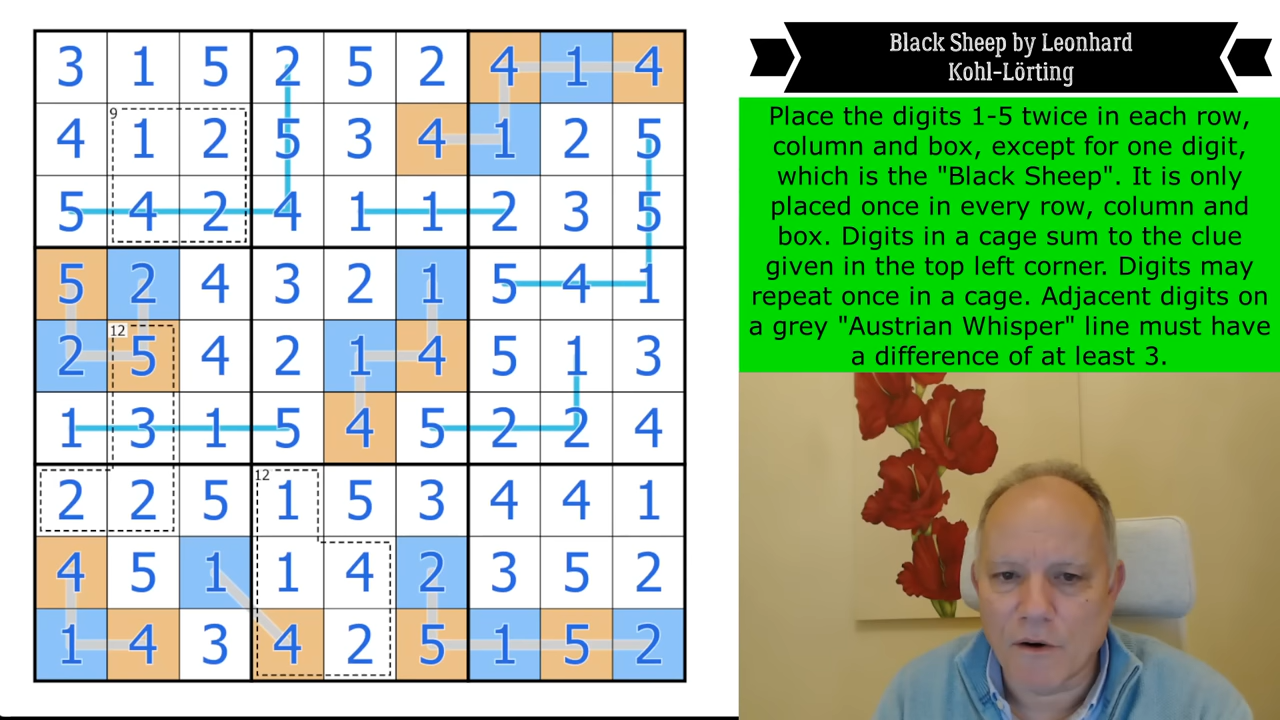 Black Sheep by Leonhard
Kohl-Lörting
Place the digits 1-5 twice in each row,
column and box, except for one digit,
which is the "Black Sheep". It is only
placed once in every row, column and
box. Digits in a cage sum to the clue
given in the top left corner. Digits may
repeat once in a cage. Adjacent digits on
a grey "Austrian Whisper" line must have
a difference of at least 3.
3 1 5 2 5 2 4 1 4
9
4 1 2 5 3 4 1 2 5
5 4 2 4 1 1 2 3 5
5 2 4 3 2 1 5 4 1
12
2 5 4 2 1 4 5 1 3
1 3 1 5 4 5 2 2 4
12
2 2 5 1 5 3 4 4 1
4 5 1 1 4 2 3 5 2
1 4 3 4 2 5 1 5 2